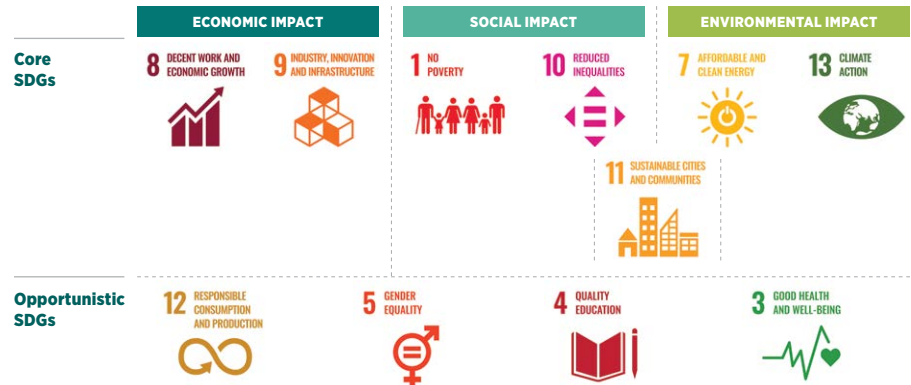 ECONOMIC IMPACT
SOCIAL IMPACT
ENVIRONMENTAL IMPACT
Core
SDGs
8 DECENT WORK AND
ECONOMIC GROWTH
9 INDUSTRY, INNOVATION
AND INFRASTRUCTURE
1 NO
POVERTY
10 REDUCED
INEQUALITIES
7 AFFORDABLE AND
CLEAN ENERGY
13 CLIMATE
ACTION
11 SUSTAINABLE CITIES
AND COMMUNITIES
Opportunistic
SDGs
12 RESPONSIBLE
CONSUMPTION
AND PRODUCTION
5 GENDER
EQUALITY
4 QUALITY
EDUCATION
3 GOOD HEALTH
AND WELL-BEING